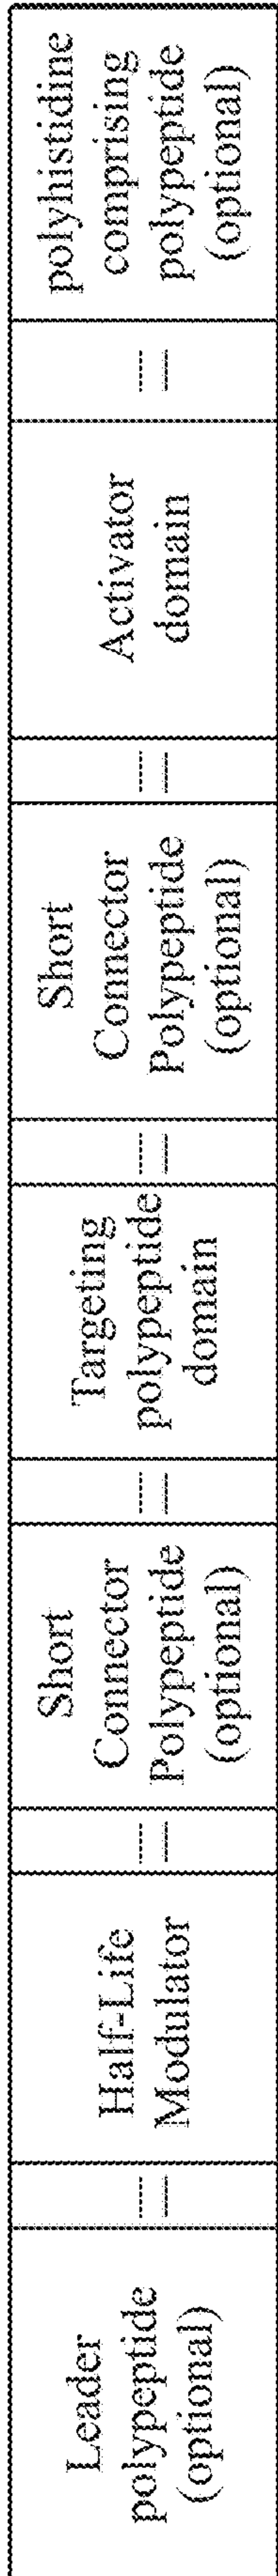 Leader
polypeptide
(optional)
Half-Life
Modulator
Short
Connector
Polypeptide
(optional)
Targeting
polypeptide
domain
Short
Connector
Polypeptide
(optional)
Activator
domain
polyhistidine
comprising
polypeptide
(optional)